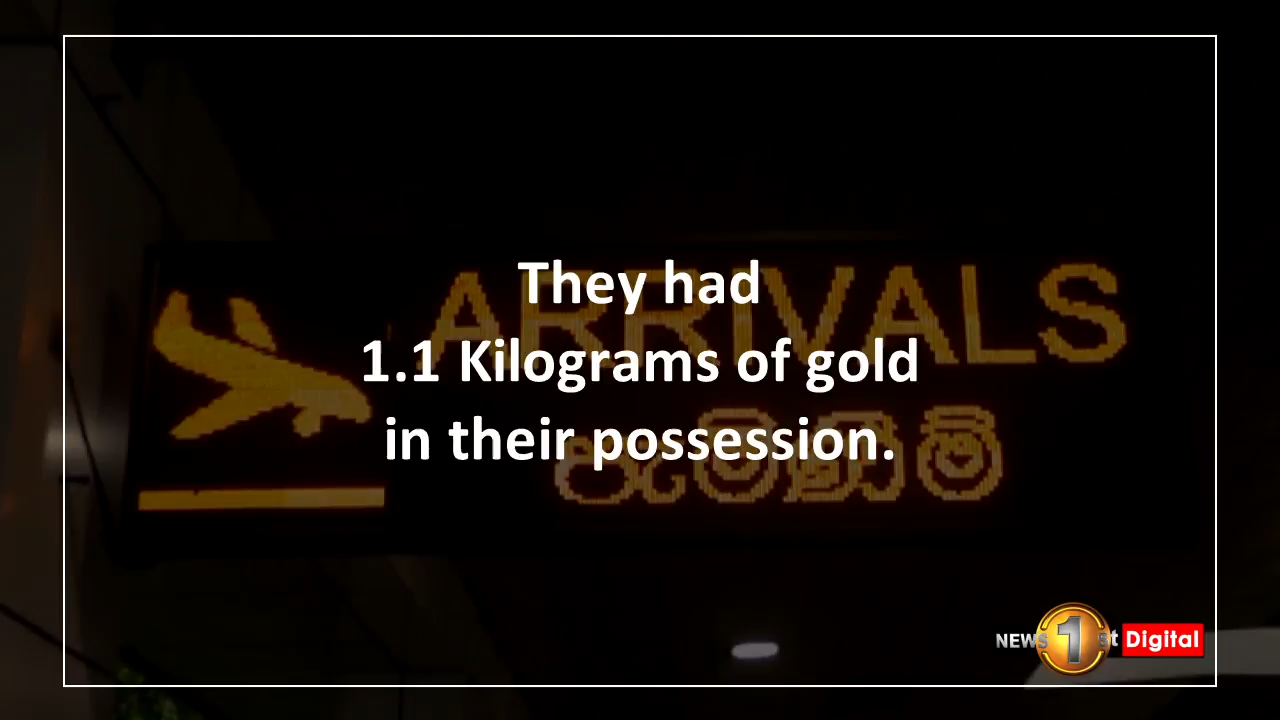 They had
ARRIVALS
1.1 Kilograms of gold
in their possession.
පැමිණීම්
NEWS 1st Digital